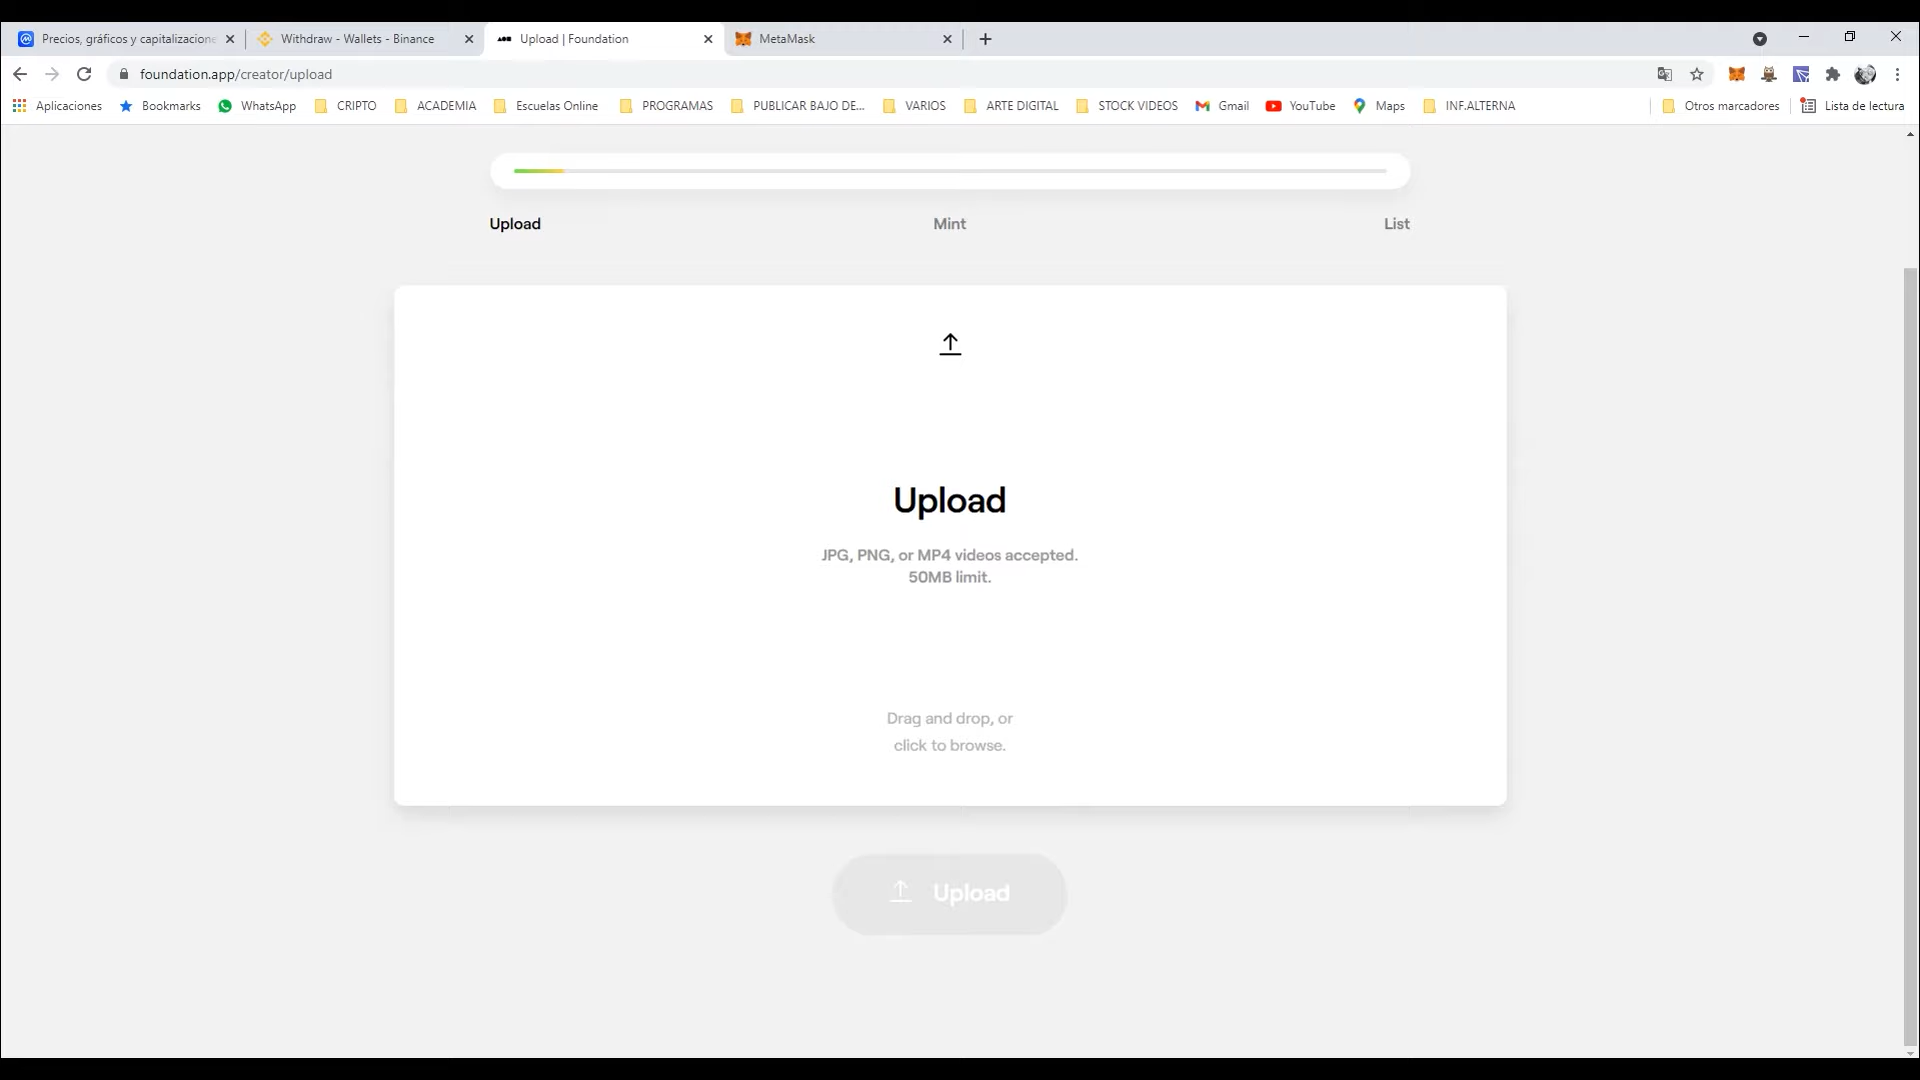 Precios, gráficos y capitalizacione
Withdraw - Wallets - Binance
Upload | Foundation
MetaMask
foundation.app/creator/upload
Aplicaciones
Bookmarks
WhatsApp
CRIPTO
ACADEMIA
Escuelas Online
PROGRAMAS
PUBLICAR BAJO DE...
VARIOS
ARTE DIGITAL
STOCK VIDEOS
Gmail
YouTube
Maps
INF.ALTERNA
Otros marcadores
Lista de lectura
Upload
Mint
List
Upload
JPG, PNG, or MP4 videos accepted.
50MB limit.
Drag and drop, or
click to browse.
Upload